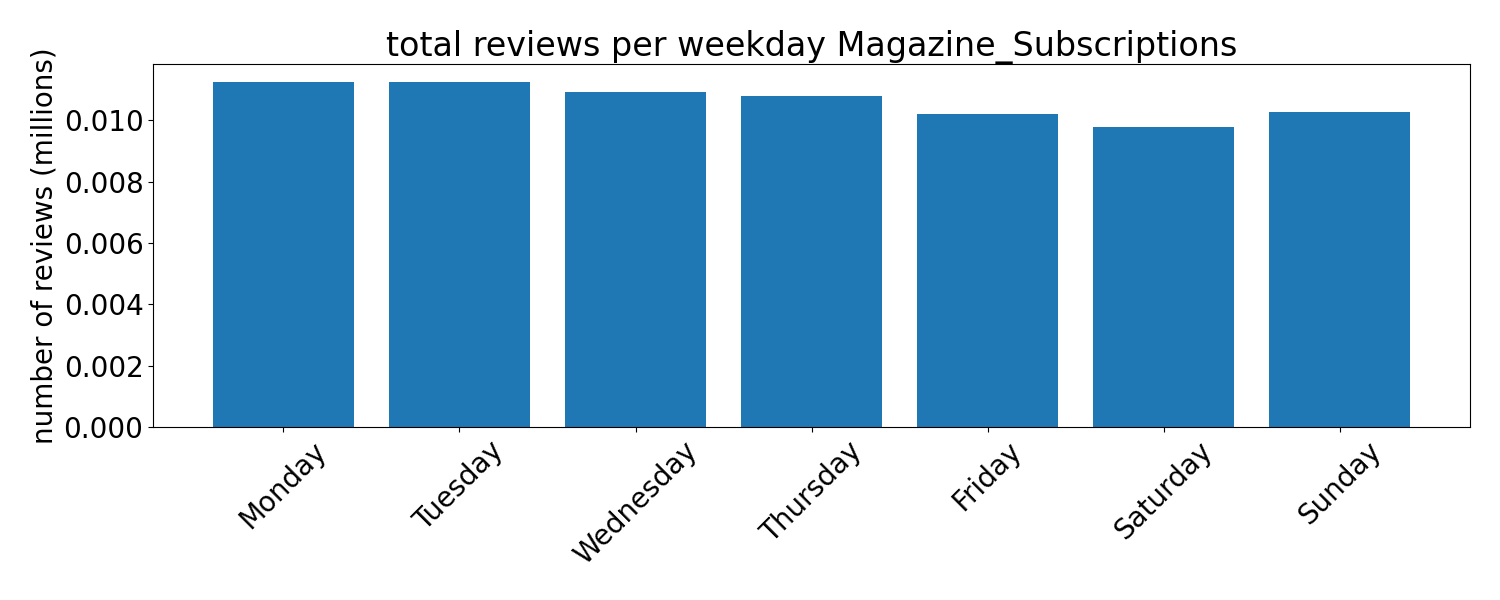 total reviews per weekday Magazine_Subscriptions
number of reviews (millions)
0.010
0.008
0.006
0.004
0.002
0.000
Monday
Tuesday
Wednesday
Thursday
Friday
Saturday
Sunday